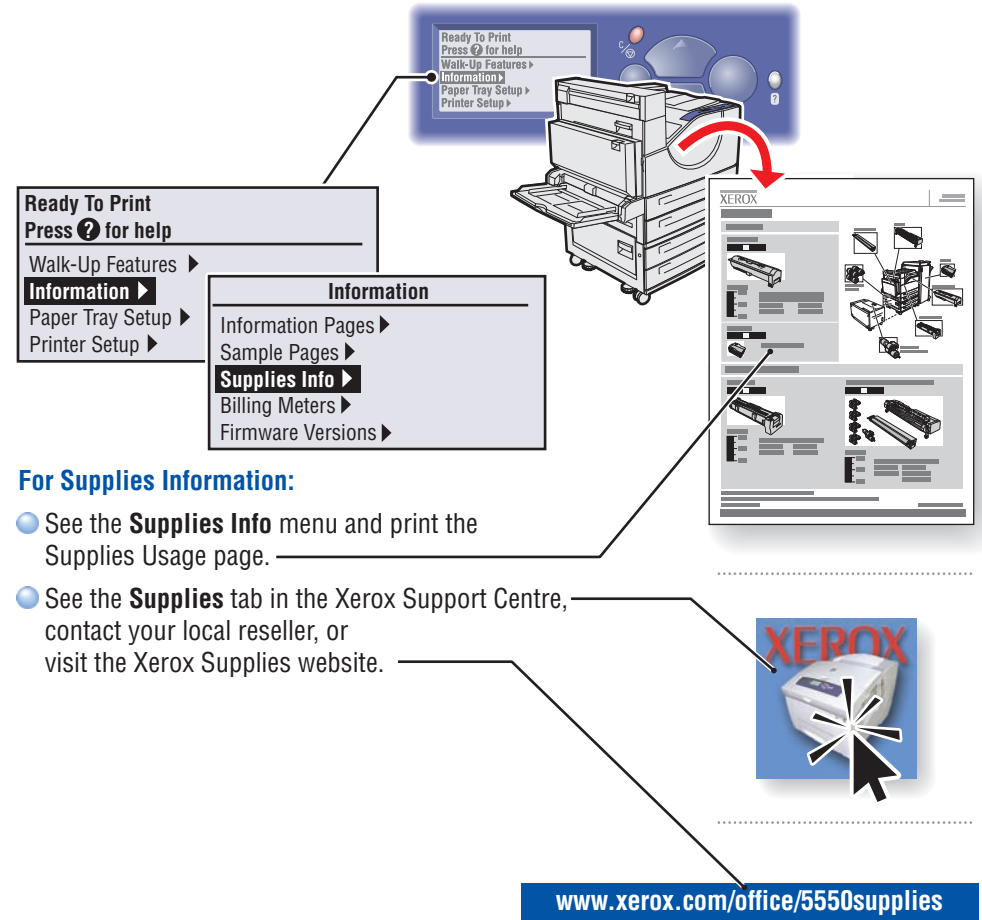 Ready To Print
Press ? for help
Walk-Up Features
Information
Paper Tray Setup
Printer Setup
C/
?
XEROX
Ready To Print
Press ? for help
Walk-Up Features
Information
Paper Tray Setup
Printer Setup
Information
Information Pages
Sample Pages
Supplies Info
Billing Meters
Firmware Versions
For Supplies Information:
See the Supplies Info menu and print the
Supplies Usage page.
See the Supplies tab in the Xerox Support Centre,
contact your local reseller, or
visit the Xerox Supplies website.
XEROX
www.xerox.com/office/5550supplies